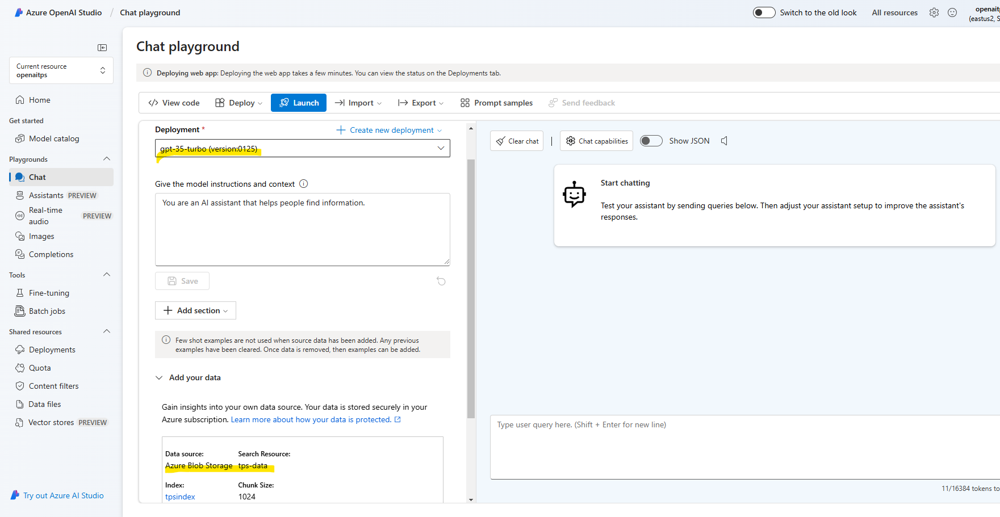 Azure OpenAI Studio / Chat playground
Switch to the old look
All resources
openaitp
(eastus2, S
Current resource
openaitps
Home
Get started
Model catalog
Playgrounds
Chat
Assistants PREVIEW
Real-time audio PREVIEW
Images
Completions
Tools
Fine-tuning
Batch jobs
Shared resources
Deployments
Quota
Content filters
Data files
Vector stores PREVIEW
Try out Azure AI Studio
Chat playground
Deploying web app: Deploying the web app takes a few minutes. You can view the status on the Deployments tab.
View code
Deploy
Launch
Import
Export
Prompt samples
Send feedback
Deployment *
Create new deployment
gpt-35-turbo (version:0125)
Give the model instructions and context
You are an AI assistant that helps people find information.
Save
Add section
Few shot examples are not used when source data has been added. Any previous
examples have been cleared. Once data is removed, then examples can be added.
Add your data
Gain insights into your own data source. Your data is stored securely in your
Azure subscription. Learn more about how your data is protected.
Data source: Search Resource:
Azure Blob Storage tps-data
Index: Chunk Size:
tpsindex 1024
Clear chat
|
Chat capabilities
Show JSON
Start chatting
Test your assistant by sending queries below. Then adjust your assistant setup to improve the assistant's
responses.
Type user query here. (Shift + Enter for new line)
11/16384 tokens to